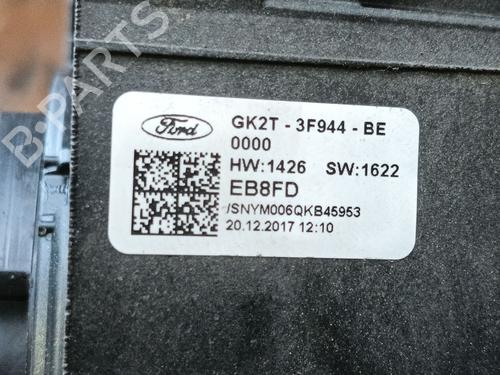 B-PARTS
Ford
GK2T - 3F944 - BE
0000
HW:1426 SW:1622
EB8FD
/SNYM006QKB45953
20.12.2017 12:10